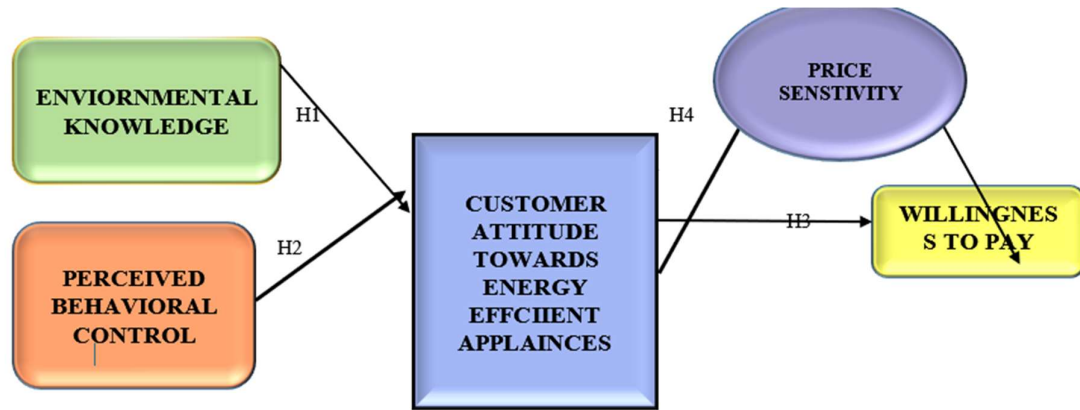 ENVIORNMENTAL
KNOWLEDGE
H1
PERCEIVED
BEHAVIORAL
CONTROL
H2
CUSTOMER
ATTITUDE
TOWARDS
ENERGY
EFFCIIENT
APPLAINCES
H4
PRICE
SENSTIVITY
H3
WILLINGNES
S TO PAY